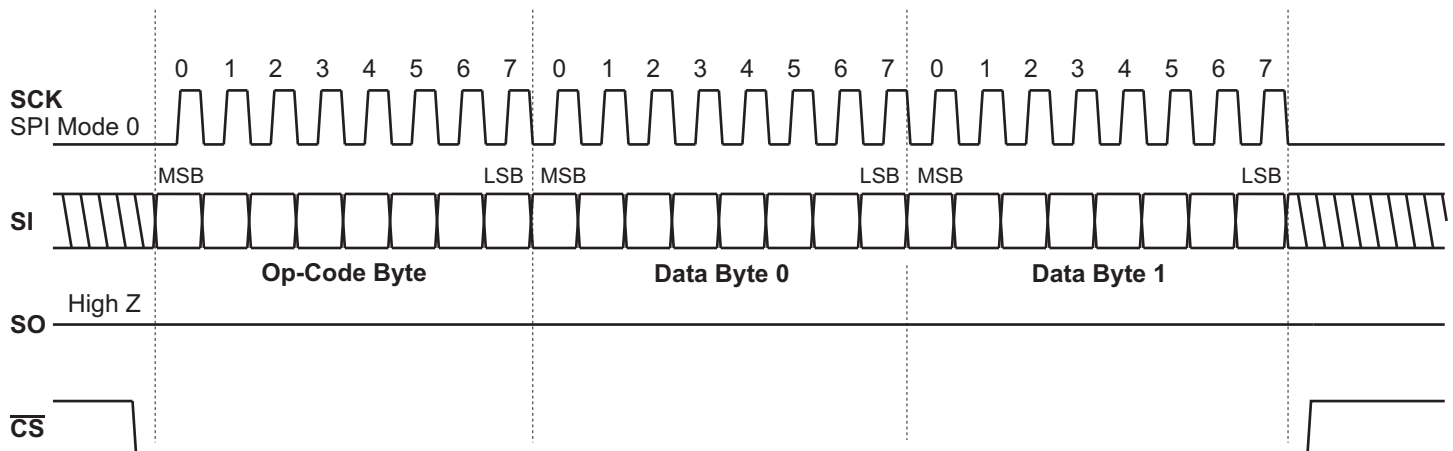 0 1 2 3 4 5 6 7 0 1 2 3 4 5 6 7 0 1 2 3 4 5 6 7
SCK
SPI Mode 0
MSB LSB MSB LSB MSB LSB
SI
Op-Code Byte Data Byte 0 Data Byte 1
High Z
SO
CS